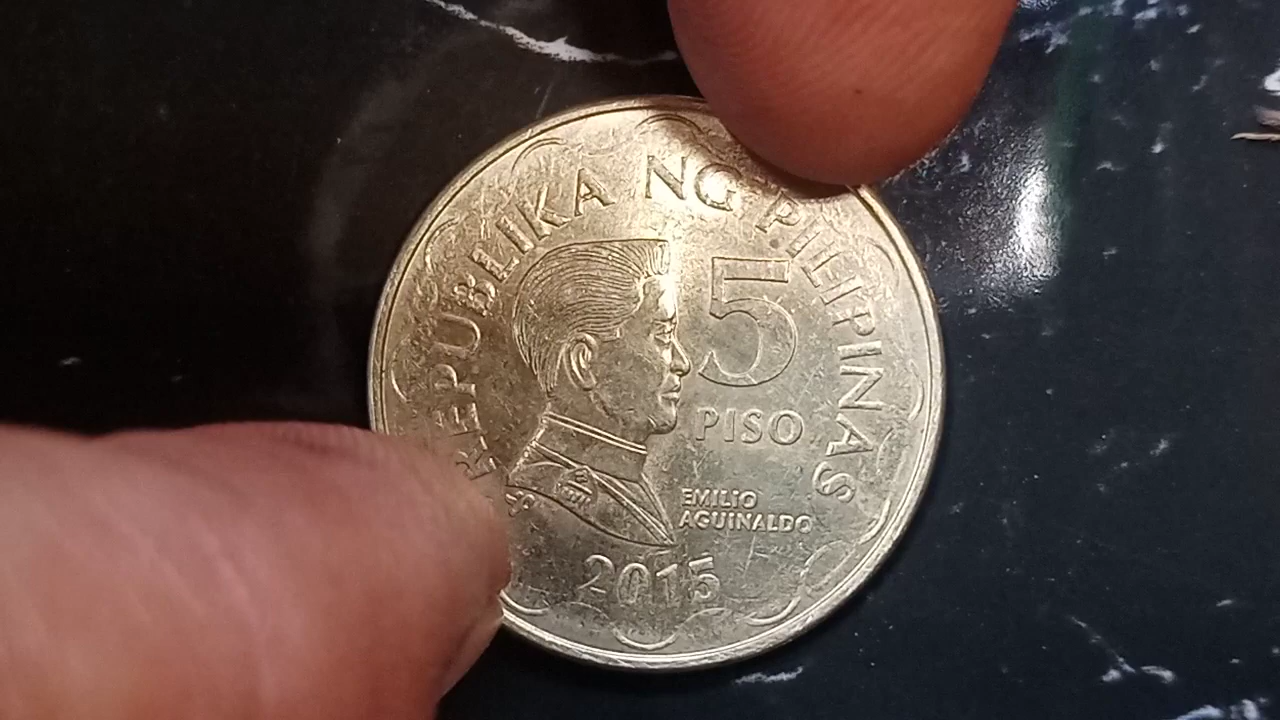 REPUBLIKA NG PILIPINAS
5
PISO
EMILIO
AGUINALDO
2015